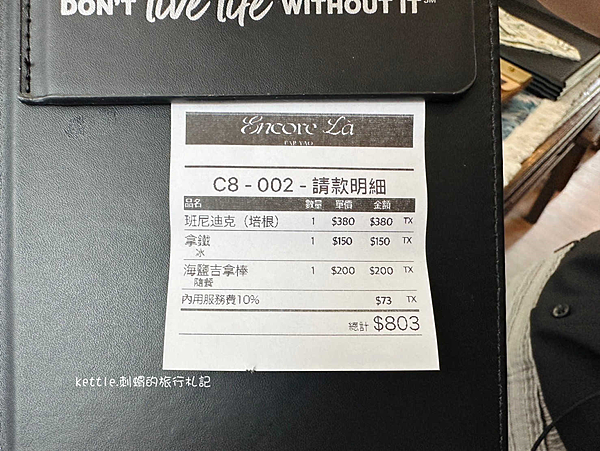 DON'T live life WITHOUT IT SM
Encore Là
C8 - 002 - 請款明細
品名 數量 單價 金額
班尼迪克（培根） 1 $380 $380 TX
拿鐵 1 $150 $150 TX
冰
海鹽吉拿棒 1 $200 $200 TX
隨餐
內用服務費10% $73 TX
總計 $803
kettle.刺蝟的旅行札記